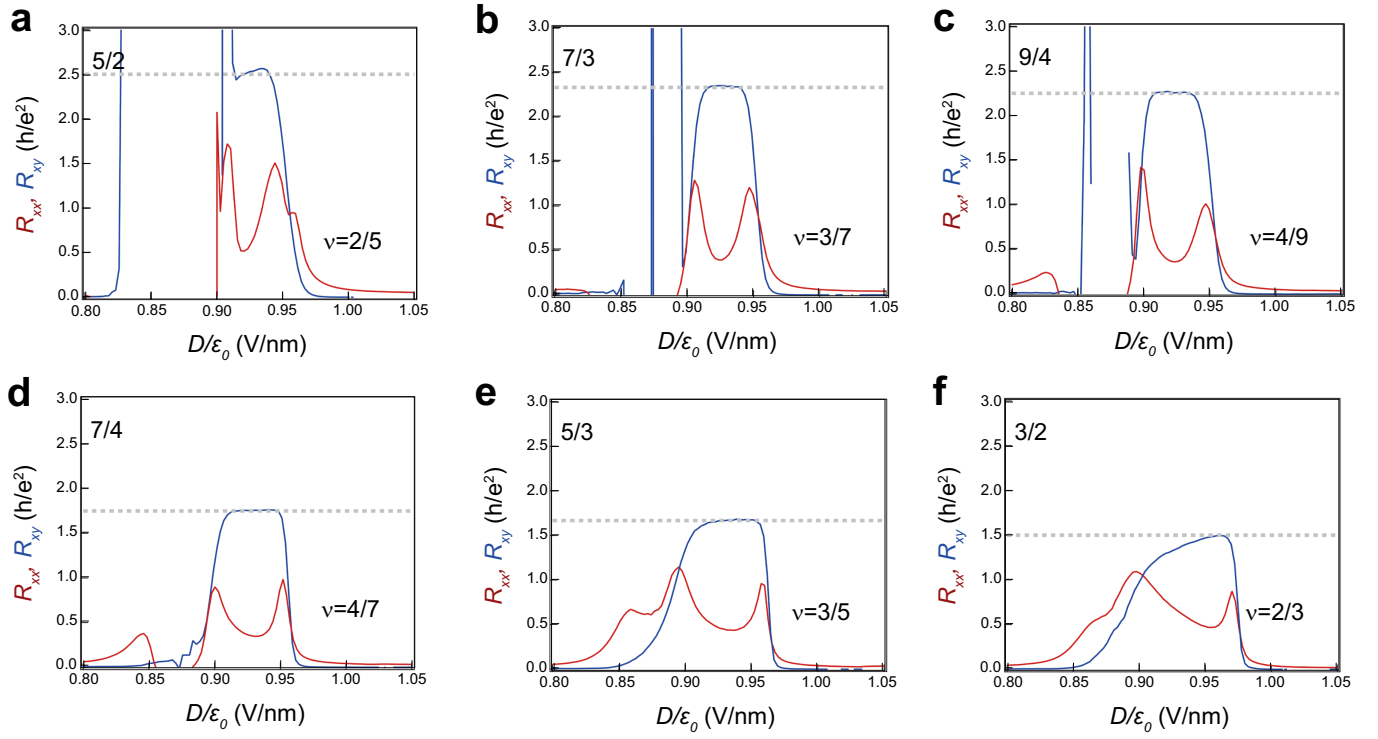 a
3.0
5/2
2.5
2.0
1.5
1.0
0.5
0.0
ν=2/5
0.80 0.85 0.90 0.95 1.00 1.05
Rxx, Rxy (h/e²)
D/ε0 (V/nm)
b
3.0
7/3
2.5
2.0
1.5
1.0
0.5
0.0
ν=3/7
0.80 0.85 0.90 0.95 1.00 1.05
Rxx, Rxy (h/e²)
D/ε0 (V/nm)
c
3.0
9/4
2.5
2.0
1.5
1.0
0.5
0.0
ν=4/9
0.80 0.85 0.90 0.95 1.00 1.05
Rxx, Rxy (h/e²)
D/ε0 (V/nm)
d
3.0
7/4
2.5
2.0
1.5
1.0
0.5
0.0
ν=4/7
0.80 0.85 0.90 0.95 1.00 1.05
Rxx, Rxy (h/e²)
D/ε0 (V/nm)
e
3.0
5/3
2.5
2.0
1.5
1.0
0.5
0.0
ν=3/5
0.80 0.85 0.90 0.95 1.00 1.05
Rxx, Rxy (h/e²)
D/ε0 (V/nm)
f
3.0
3/2
2.5
2.0
1.5
1.0
0.5
0.0
ν=2/3
0.80 0.85 0.90 0.95 1.00 1.05
Rxx, Rxy (h/e²)
D/ε0 (V/nm)